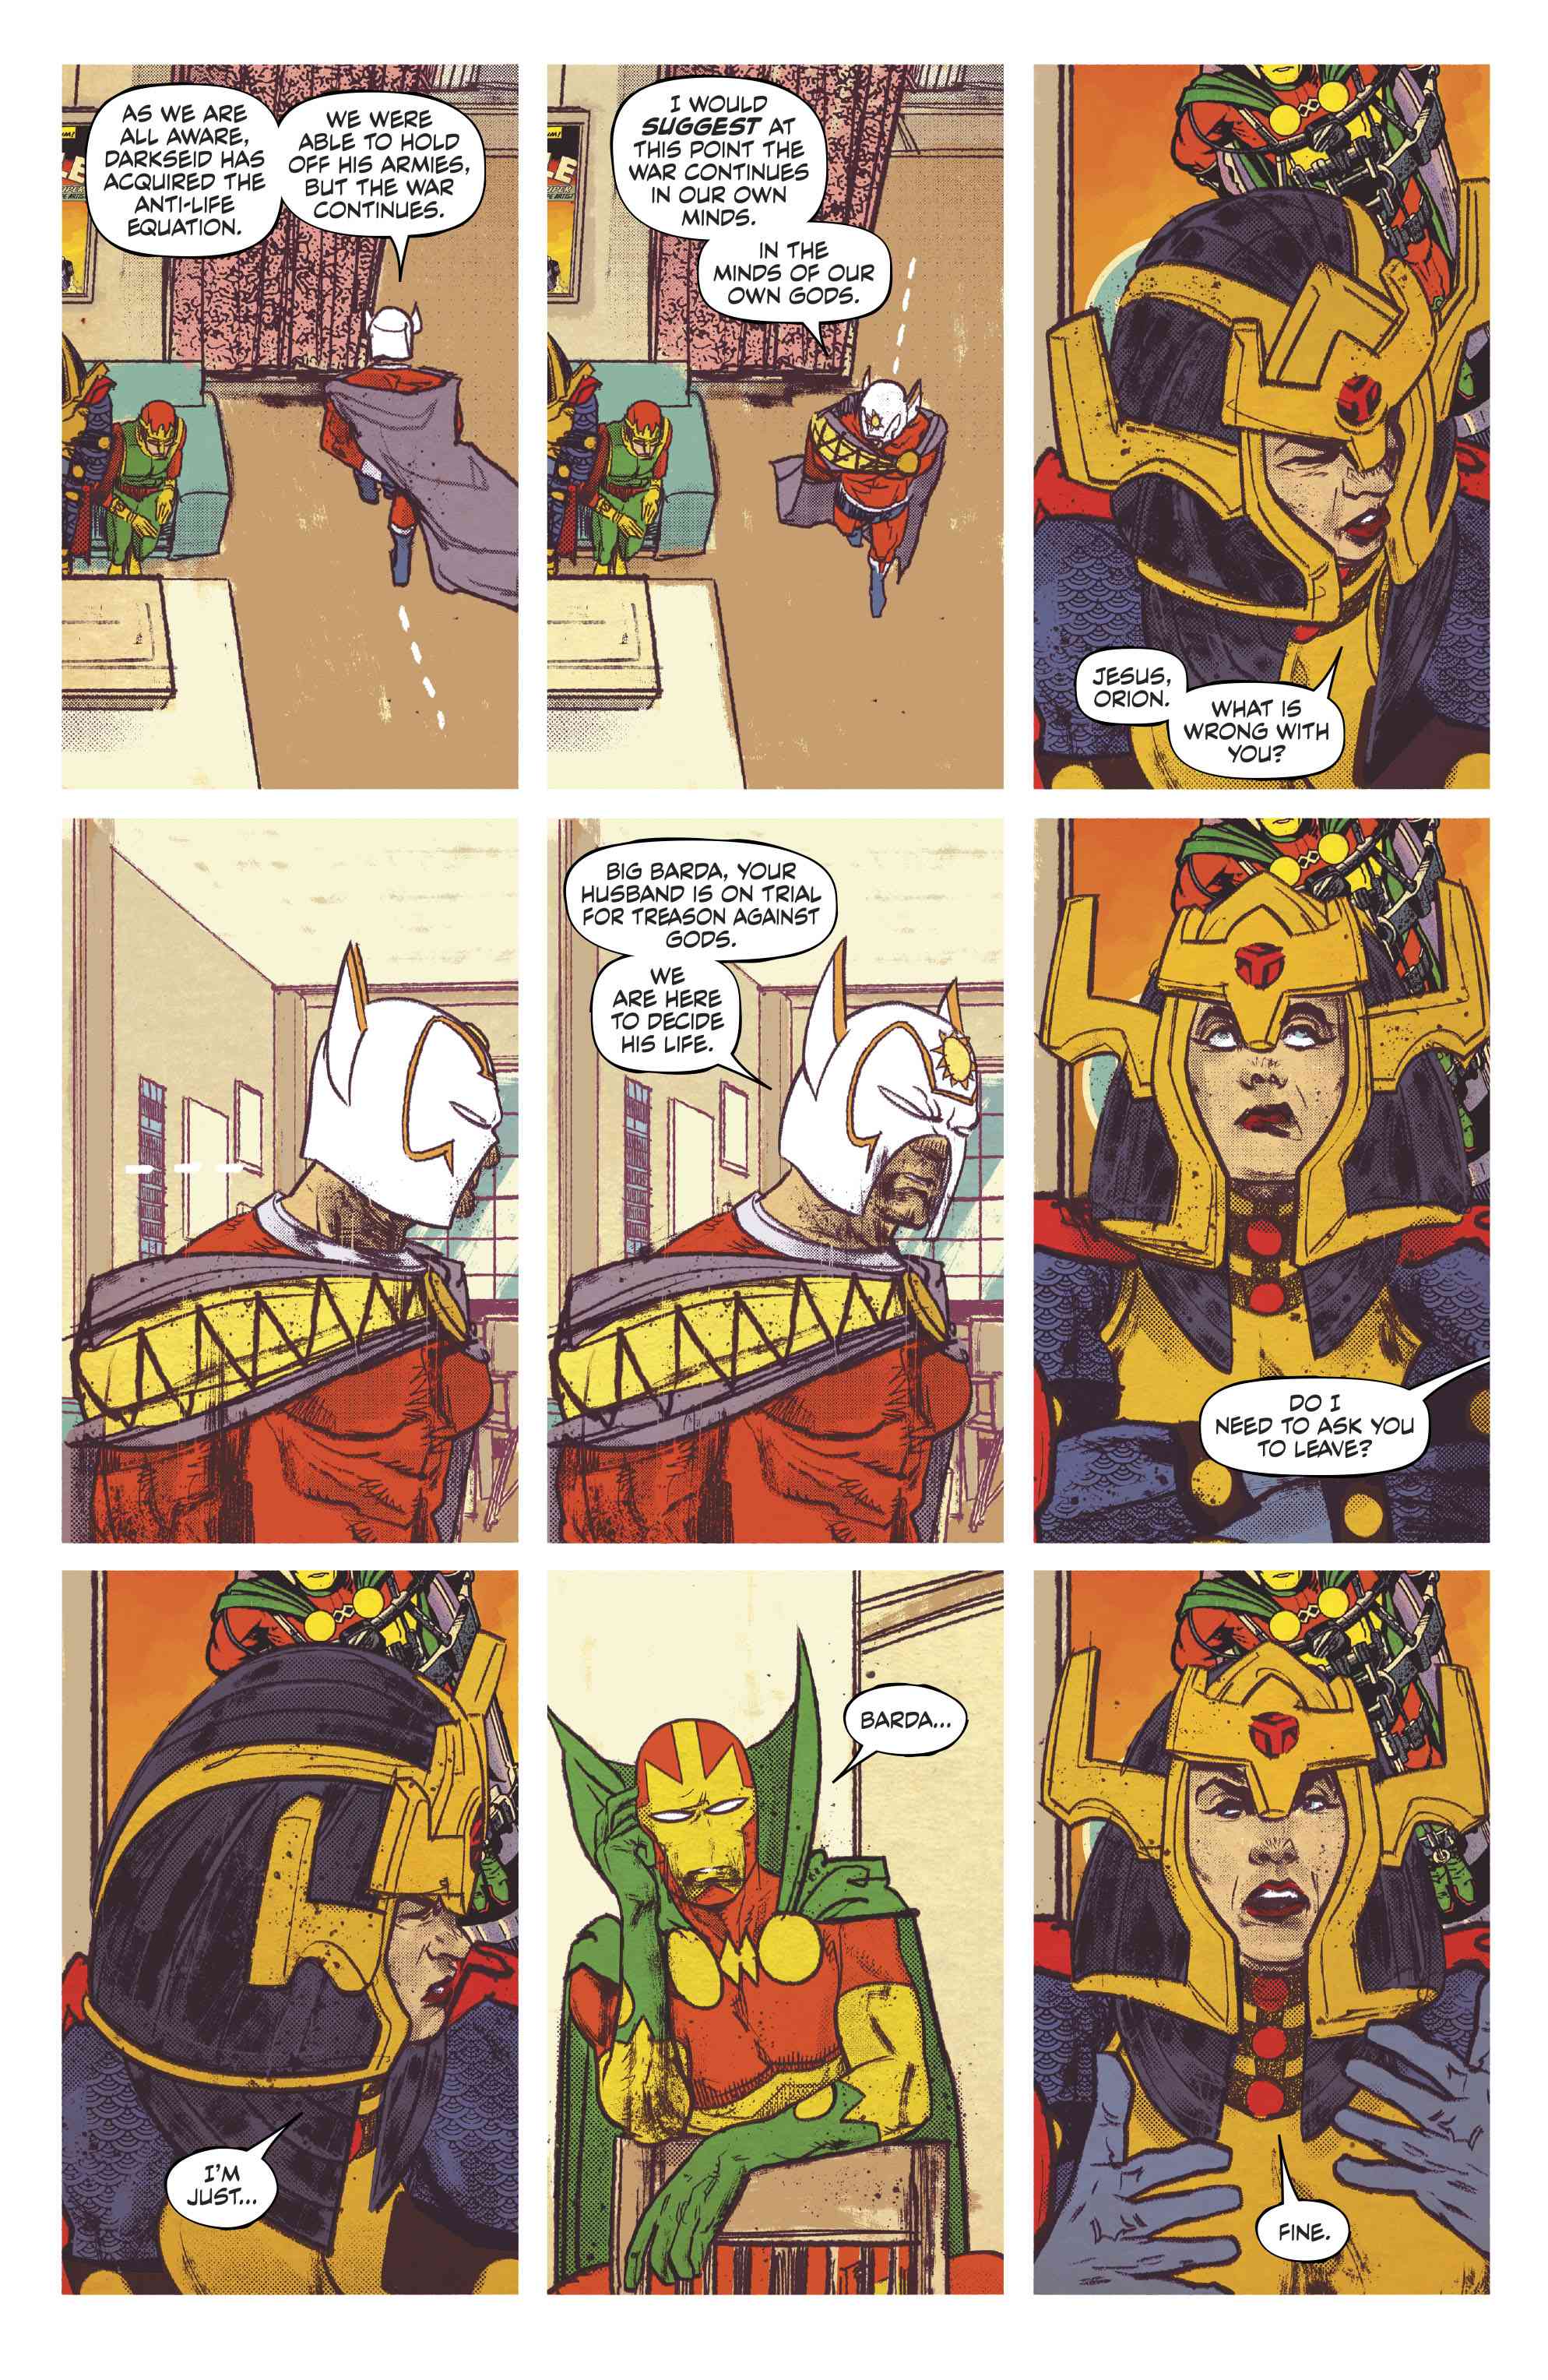 AS WE ARE
ALL AWARE,
DARKSEID HAS
ACQUIRED THE
ANTI-LIFE
EQUATION.
WE WERE
ABLE TO HOLD
OFF HIS ARMIES,
BUT THE WAR
CONTINUES.
I WOULD
SUGGEST AT
THIS POINT THE
WAR CONTINUES
IN OUR OWN
MINDS.
IN THE
MINDS OF OUR
OWN GODS.
JESUS,
ORION.
WHAT IS
WRONG WITH
YOU?
BIG BARDA, YOUR
HUSBAND IS ON TRIAL
FOR TREASON AGAINST
GODS.
WE
ARE HERE
TO DECIDE
HIS LIFE.
DO I
NEED TO ASK YOU
TO LEAVE?
I'M
JUST...
BARDA...
FINE.